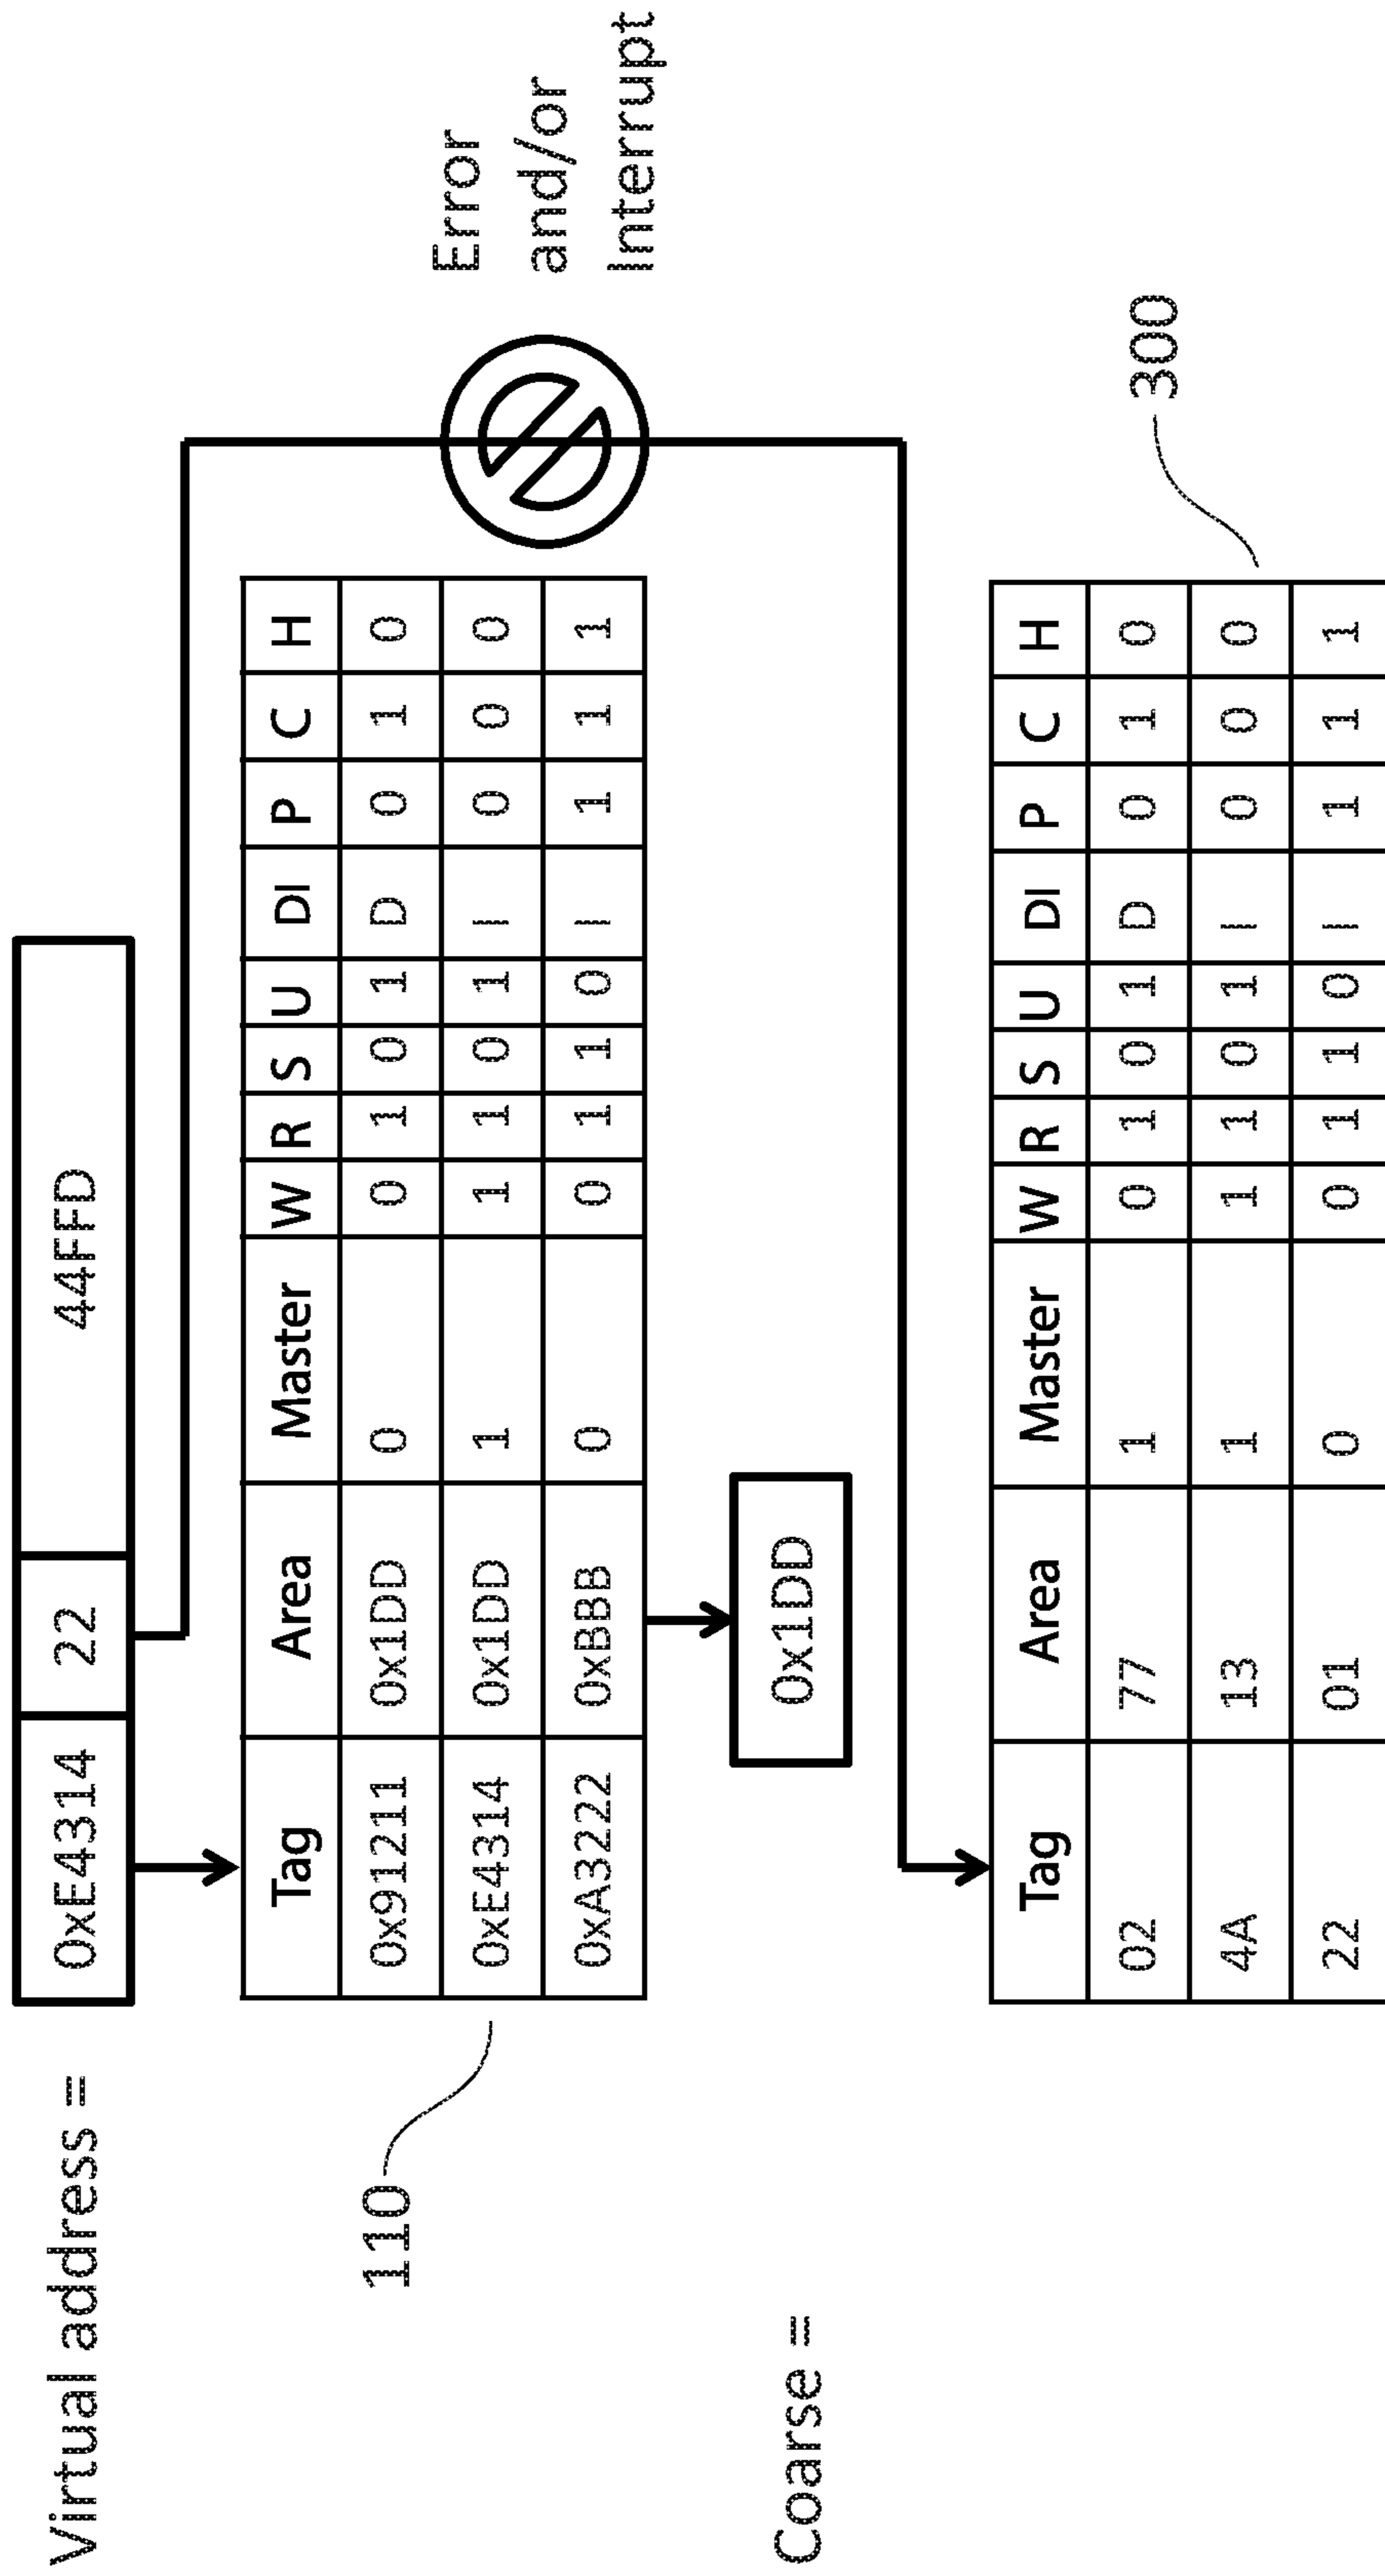 Virtual address = 0xE4314 22 44FFD
Tag Area Master W R S U DI P C H
0x91211 0x1DD 0 0 1 0 1 D 0 1 0
0xE4314 0x1DD 1 1 1 0 1 I 0 0 0
0xA3222 0xBBB 0 0 1 1 0 I 1 1 1
110
Error
and/or
Interrupt
Coarse = 0x1DD
Tag Area Master W R S U DI P C H
02 77 1 0 1 0 1 D 0 1 0
4A 13 1 1 1 0 1 I 0 0 0
22 01 0 0 1 1 0 I 1 1 1
300